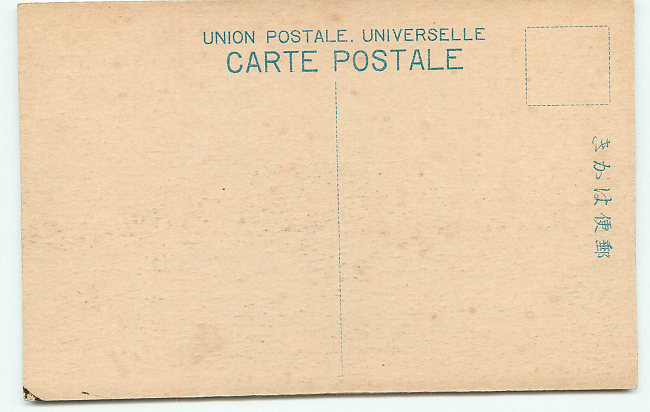 UNION POSTALE. UNIVERSELLE
CARTE POSTALE
郵便はかき